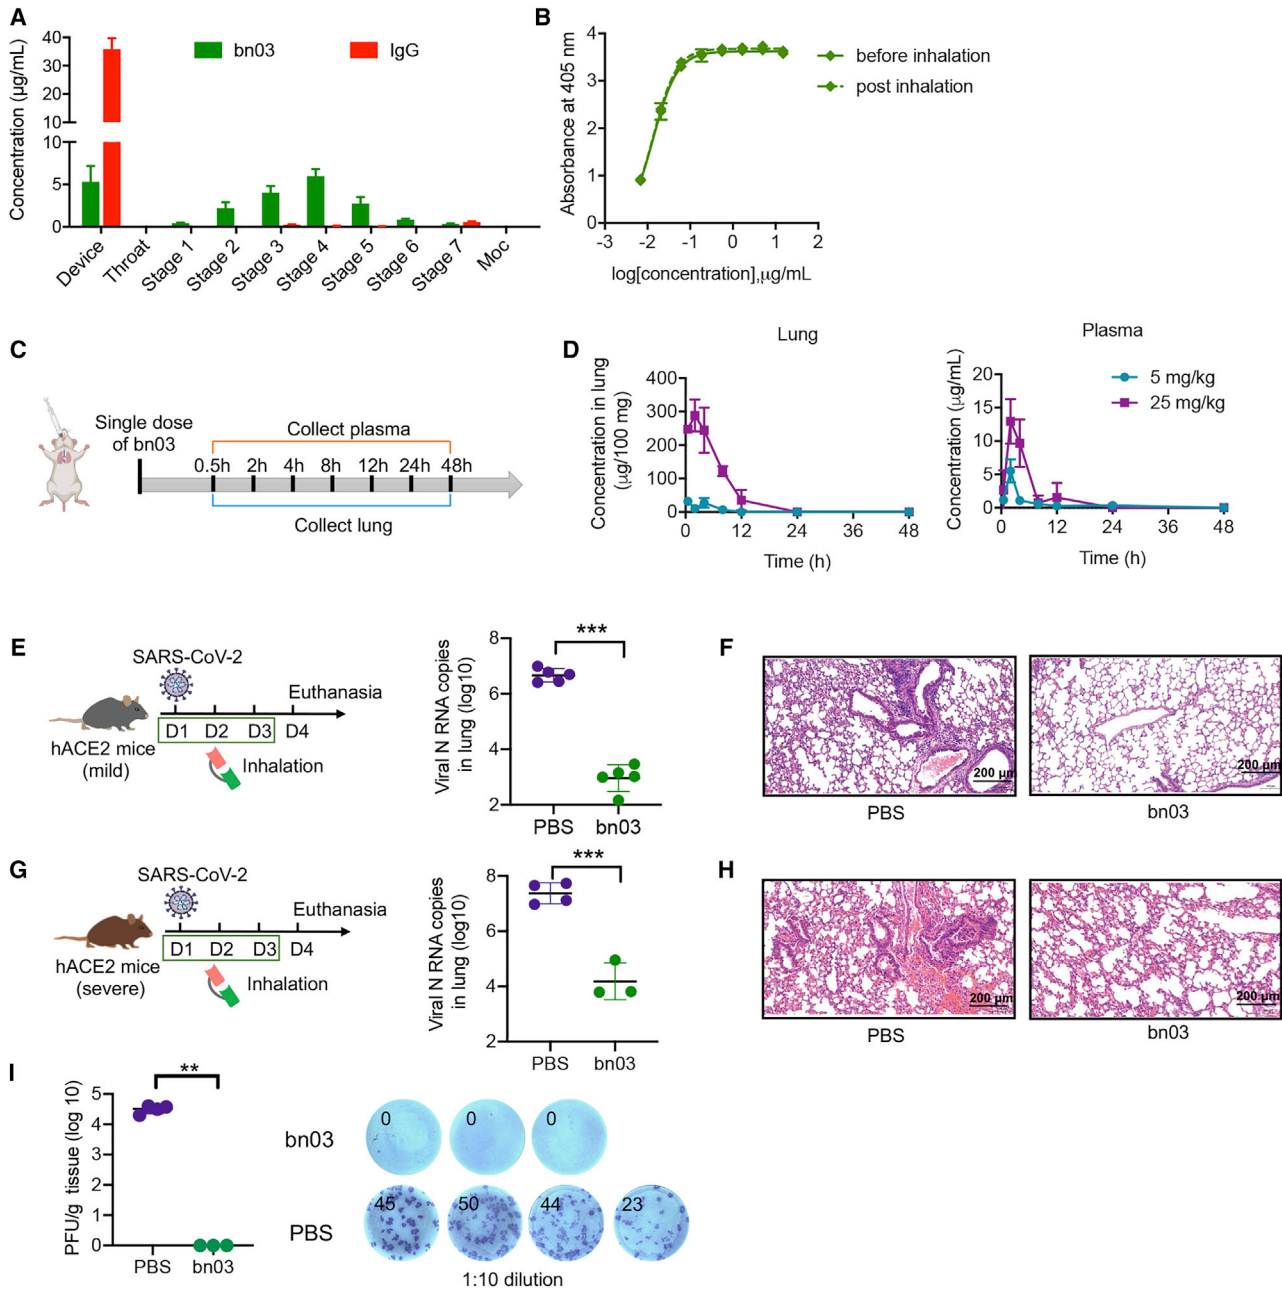 A
Concentration (μg/mL)
40
30
20
10
10
5
0
bn03
IgG
Device
Throat
Stage 1
Stage 2
Stage 3
Stage 4
Stage 5
Stage 6
Stage 7
Moc
B
Absorbance at 405 nm
4
3
2
1
0
-3
-2
-1
0
1
2
log[concentration],μg/mL
before inhalation
post inhalation
C
Single dose
of bn03
Collect plasma
0.5h
2h
4h
8h
12h
24h
48h
Collect lung
D
Lung
Concentration in lung
(μg/100 mg)
400
300
200
100
0
0
12
24
36
48
Time (h)
Plasma
Concentration (μg/mL)
20
15
10
5
0
0
12
24
36
48
Time (h)
5 mg/kg
25 mg/kg
E
SARS-CoV-2
Euthanasia
D1
D2
D3
D4
hACE2 mice
(mild)
Inhalation
Viral N RNA copies
in lung (log10)
8
6
4
2
***
PBS
bn03
F
200 μm
PBS
200 μm
bn03
G
SARS-CoV-2
Euthanasia
D1
D2
D3
D4
hACE2 mice
(severe)
Inhalation
Viral N RNA copies
in lung (log10)
8
6
4
2
***
PBS
bn03
H
200 μm
PBS
200 μm
bn03
I
PFU/g tissue (log 10)
5
4
3
2
1
0
**
PBS
bn03
bn03
0
0
0
PBS
45
50
44
23
1:10 dilution